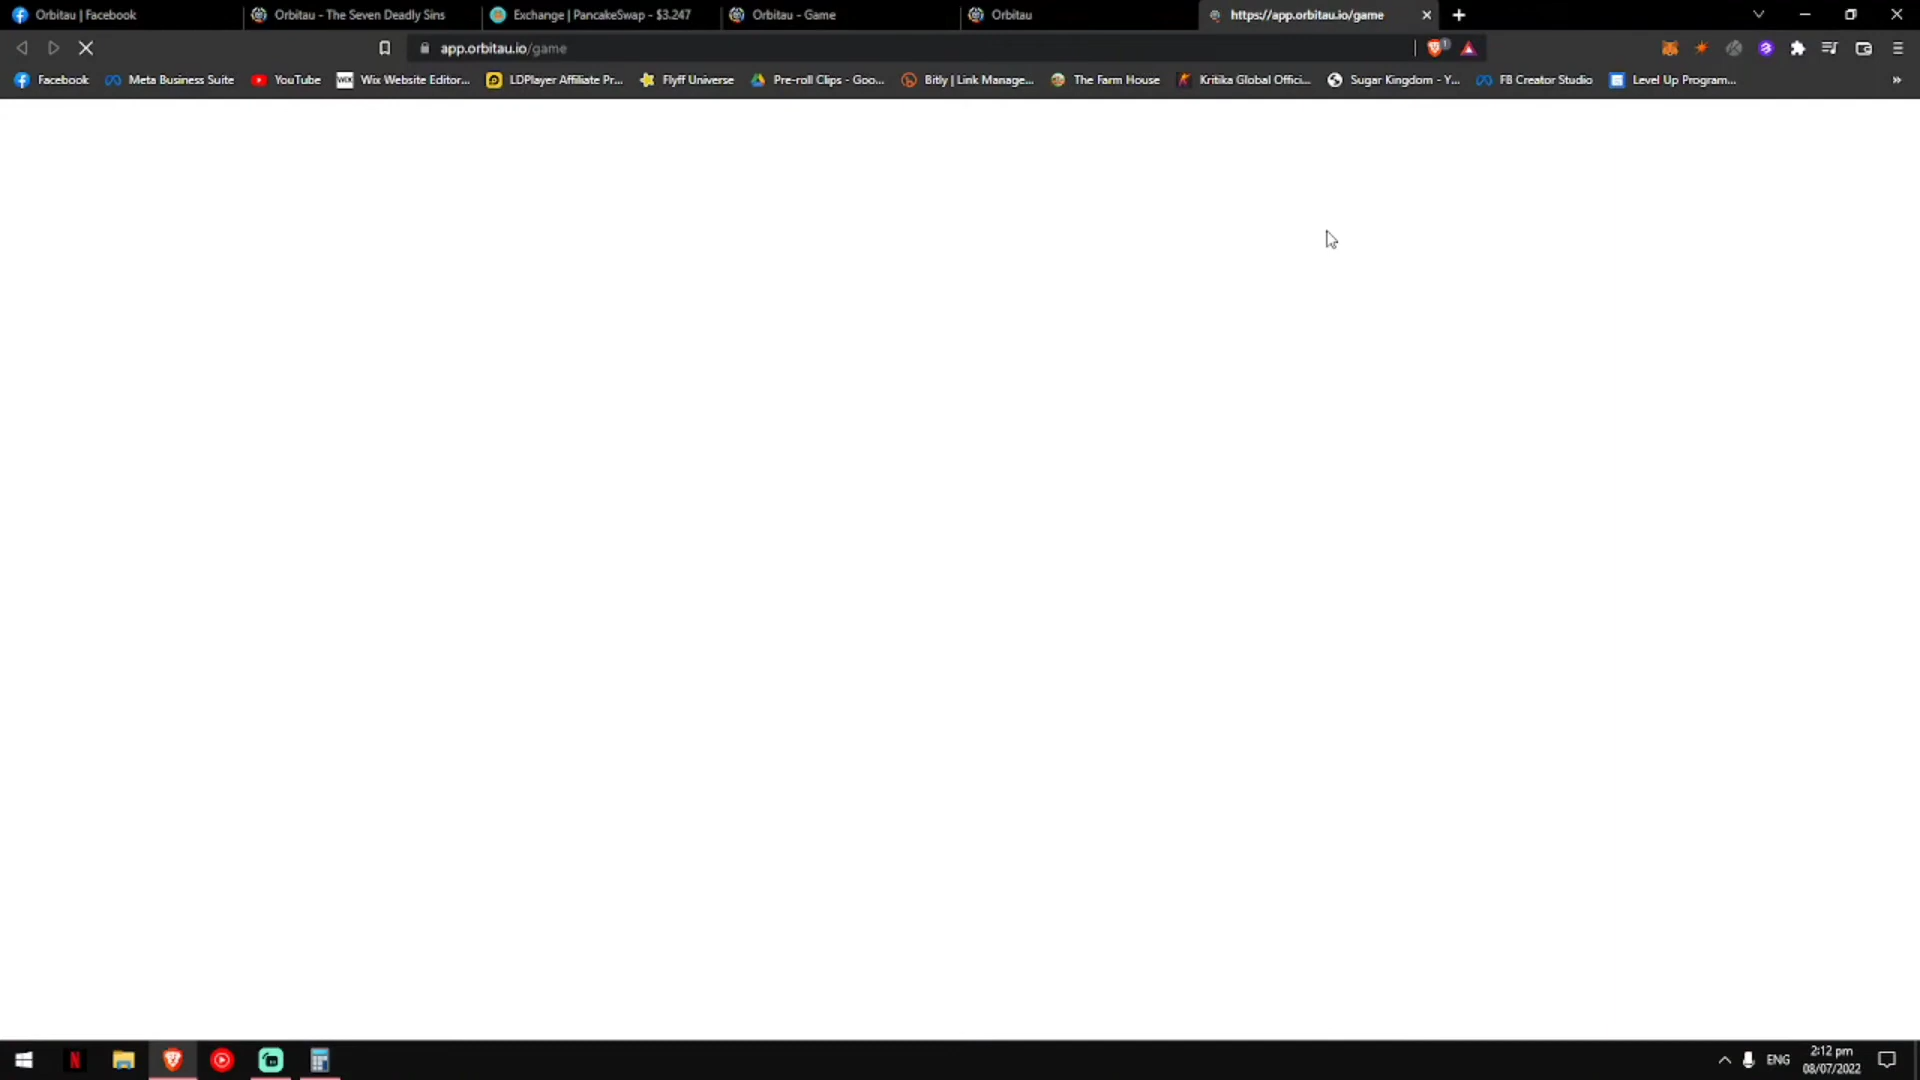 Orbitau | Facebook
Orbitau - The Seven Deadly Sins
Exchange | PancakeSwap - $3.247
Orbitau - Game
Orbitau
https://app.orbitau.io/game
app.orbitau.io/game
1
Facebook
Meta Business Suite
YouTube
WIX
Wix Website Editor...
LDPlayer Affiliate Pr...
Flyff Universe
Pre-roll Clips - Goo...
Bitly | Link Manage...
The Farm House
Kritika Global Offici...
Sugar Kingdom - Y...
FB Creator Studio
Level Up Program...
»
N
ENG
2:12 pm
08/07/2022